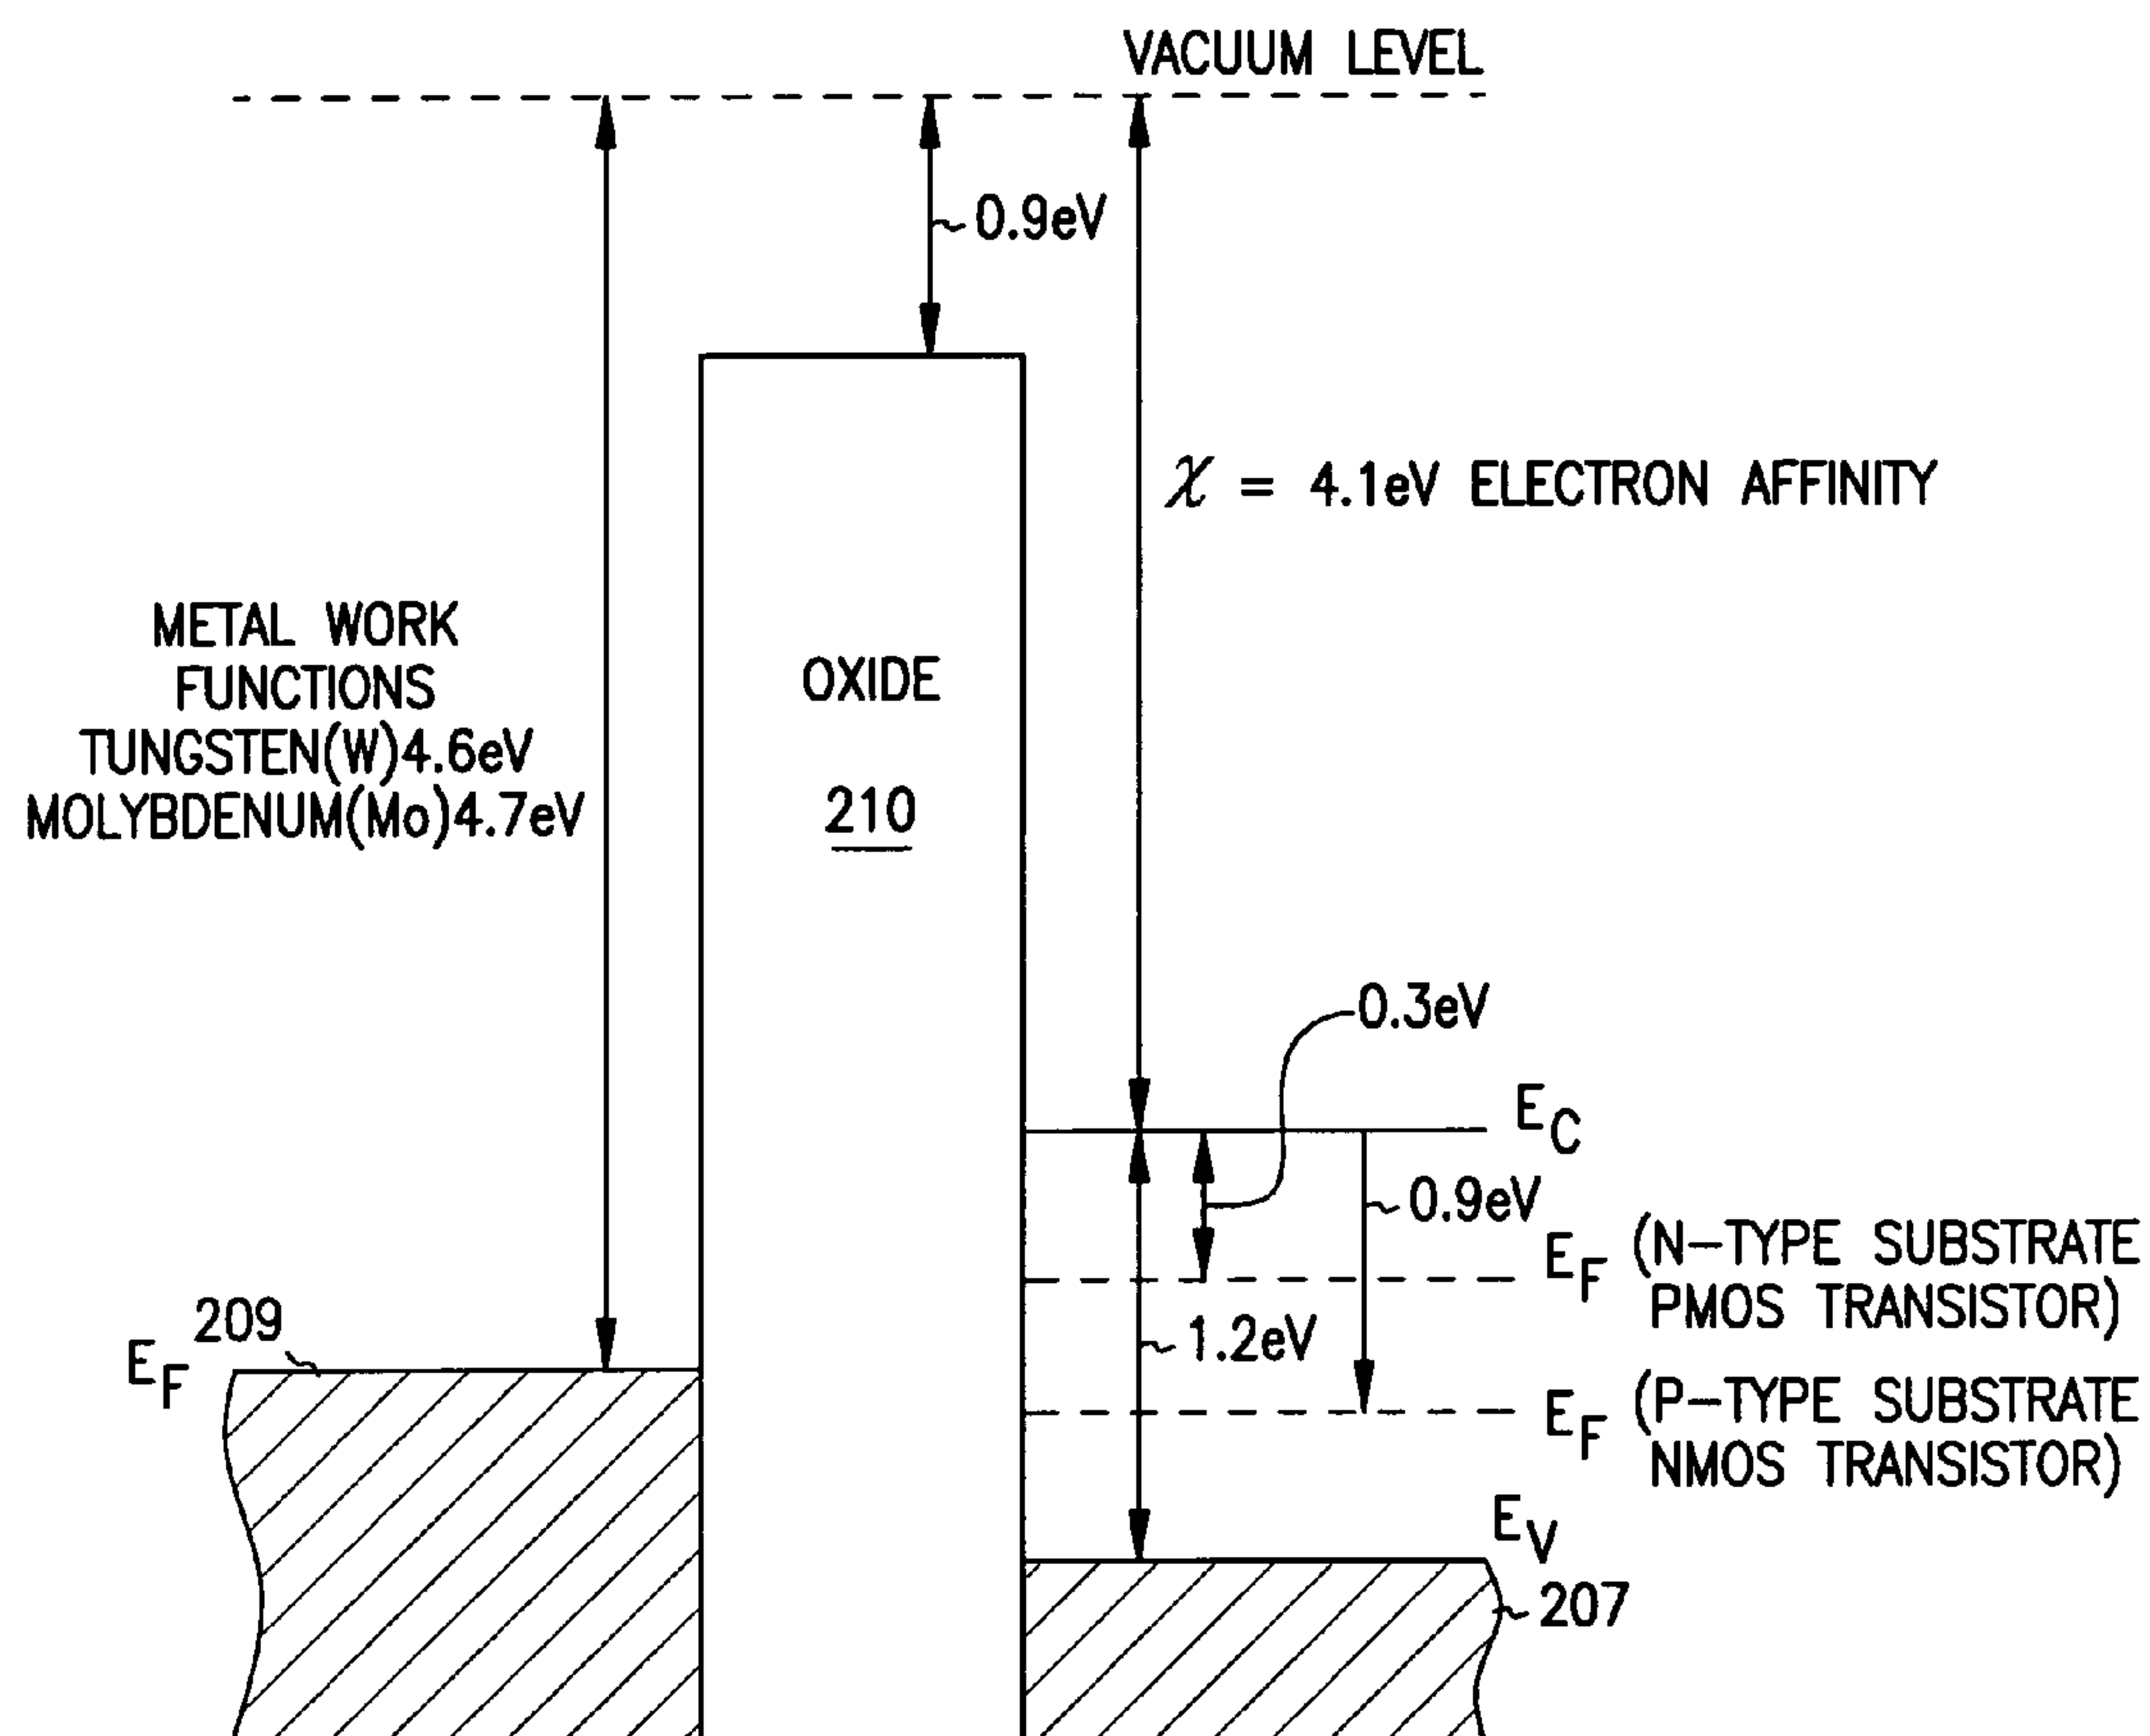 VACUUM LEVEL
0.9eV
χ = 4.1eV ELECTRON AFFINITY
METAL WORK
FUNCTIONS
TUNGSTEN(W)4.6eV
MOLYBDENUM(Mo)4.7eV
OXIDE
210
0.3eV
EC
0.9eV
EF (N-TYPE SUBSTRATE
PMOS TRANSISTOR)
209
EF
1.2eV
EF (P-TYPE SUBSTRATE
NMOS TRANSISTOR)
EV
207